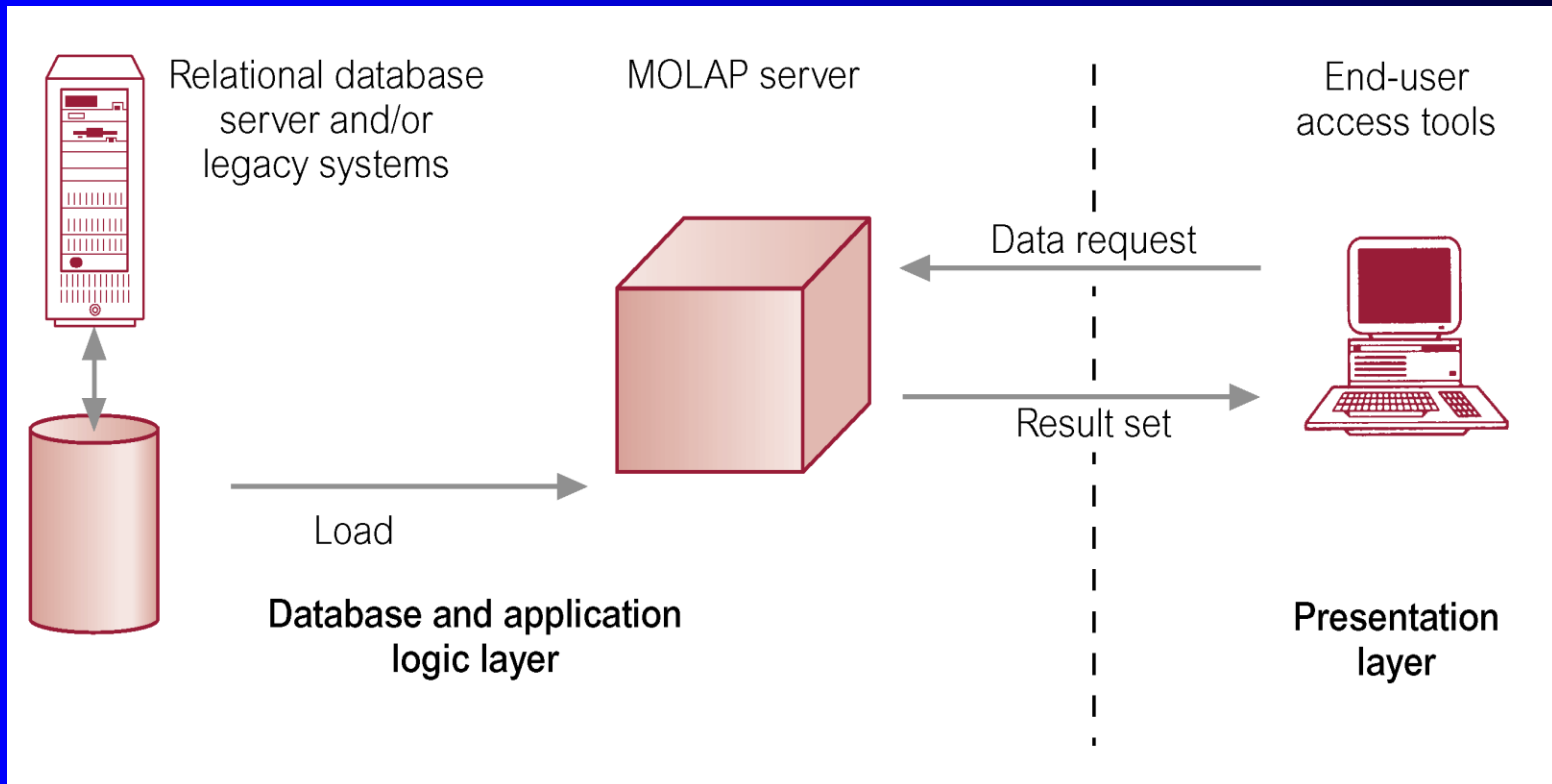 Relational database
server and/or
legacy systems
MOLAP server
End-user
access tools
Data request
Result set
Load
Database and application
logic layer
Presentation
layer